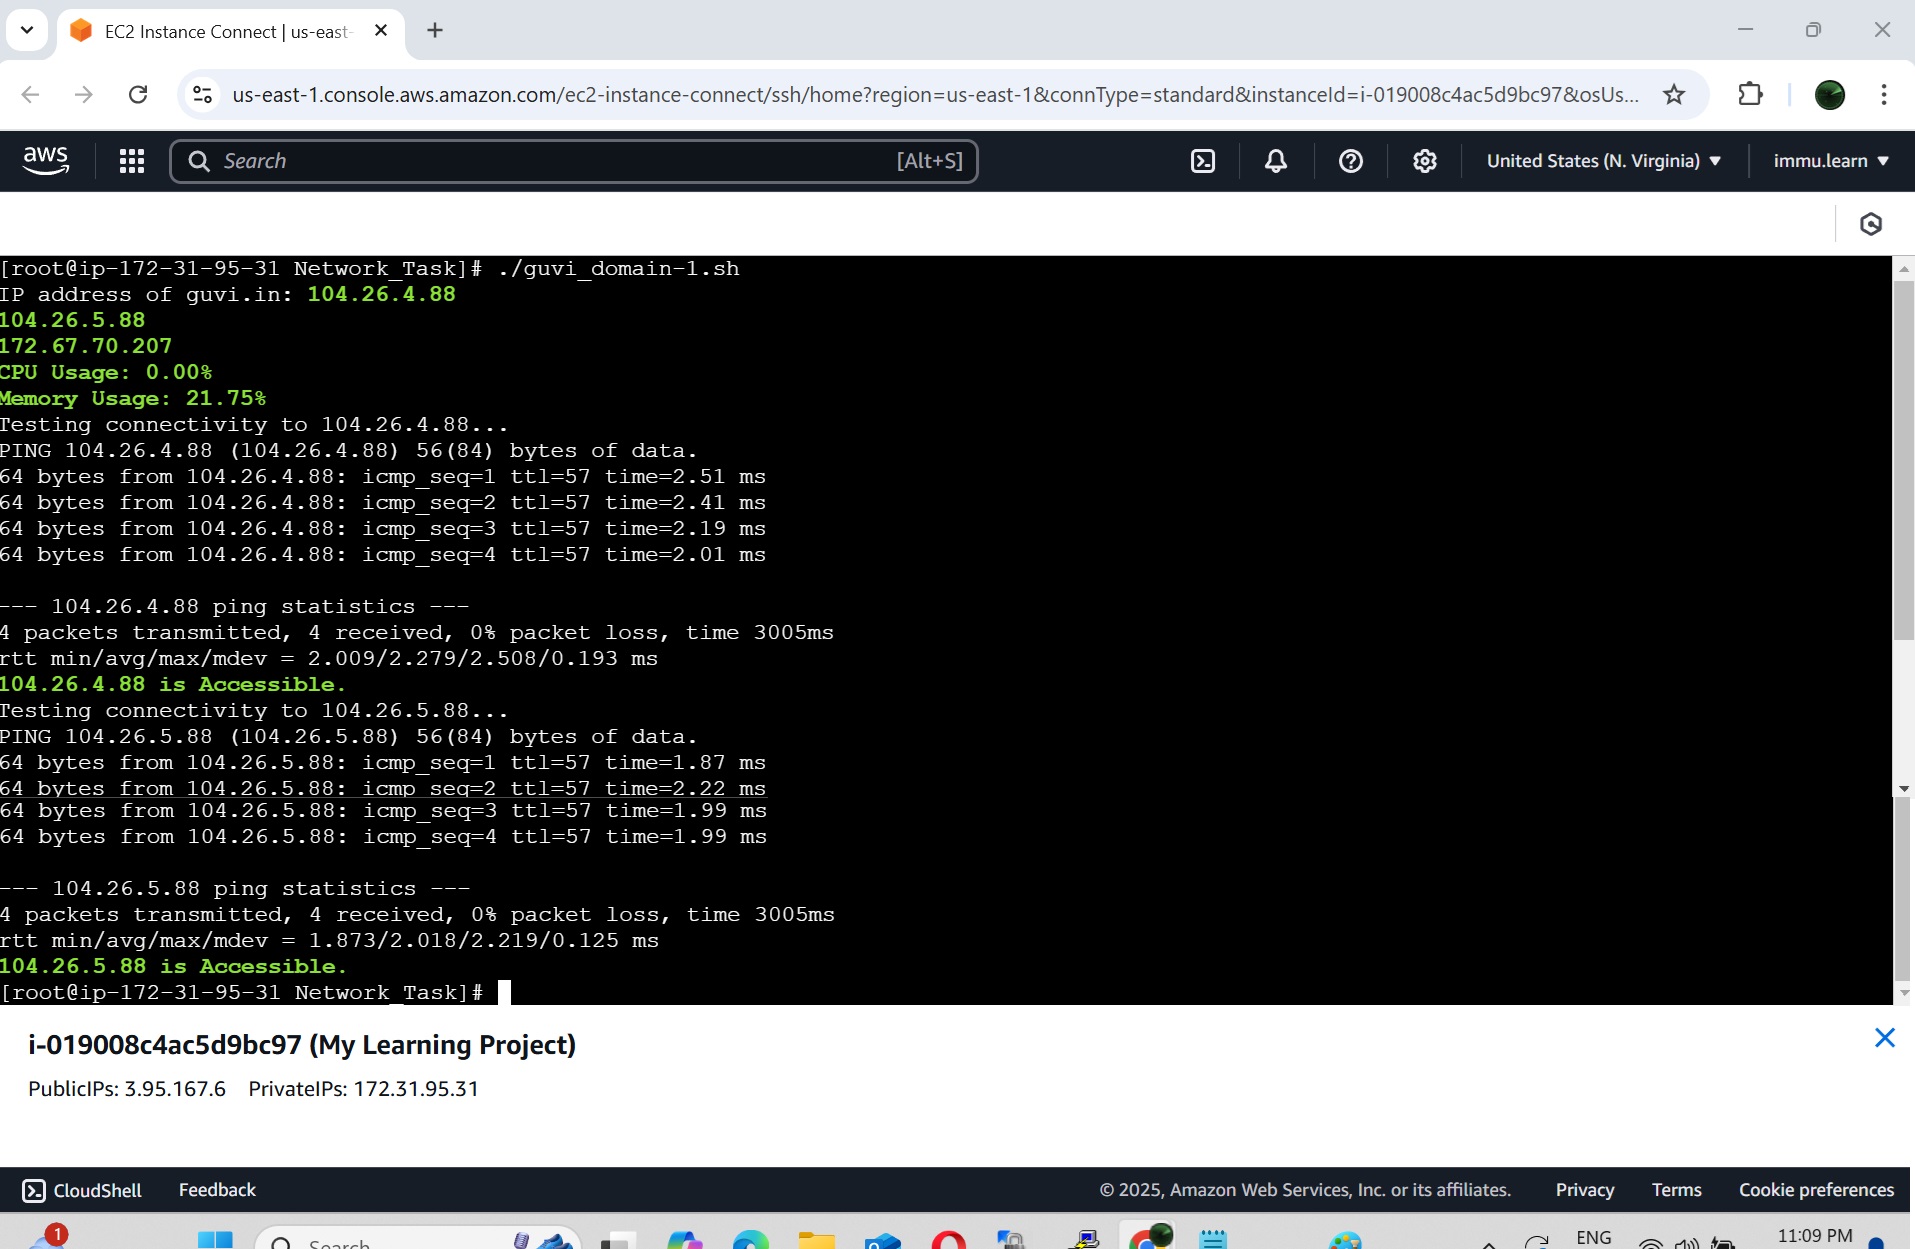 EC2 Instance Connect | us-east-
us-east-1.console.aws.amazon.com/ec2-instance-connect/ssh/home?region=us-east-1&connType=standard&instanceId=i-019008c4ac5d9bc97&osUs...
aws
Search [Alt+S]
United States (N. Virginia)
immu.learn
[root@ip-172-31-95-31 Network_Task]# ./guvi_domain-1.sh
IP address of guvi.in: 104.26.4.88
104.26.5.88
172.67.70.207
CPU Usage: 0.00%
Memory Usage: 21.75%
Testing connectivity to 104.26.4.88...
PING 104.26.4.88 (104.26.4.88) 56(84) bytes of data.
64 bytes from 104.26.4.88: icmp_seq=1 ttl=57 time=2.51 ms
64 bytes from 104.26.4.88: icmp_seq=2 ttl=57 time=2.41 ms
64 bytes from 104.26.4.88: icmp_seq=3 ttl=57 time=2.19 ms
64 bytes from 104.26.4.88: icmp_seq=4 ttl=57 time=2.01 ms
--- 104.26.4.88 ping statistics ---
4 packets transmitted, 4 received, 0% packet loss, time 3005ms
rtt min/avg/max/mdev = 2.009/2.279/2.508/0.193 ms
104.26.4.88 is Accessible.
Testing connectivity to 104.26.5.88...
PING 104.26.5.88 (104.26.5.88) 56(84) bytes of data.
64 bytes from 104.26.5.88: icmp_seq=1 ttl=57 time=1.87 ms
64 bytes from 104.26.5.88: icmp_seq=2 ttl=57 time=2.22 ms
64 bytes from 104.26.5.88: icmp_seq=3 ttl=57 time=1.99 ms
64 bytes from 104.26.5.88: icmp_seq=4 ttl=57 time=1.99 ms
--- 104.26.5.88 ping statistics ---
4 packets transmitted, 4 received, 0% packet loss, time 3005ms
rtt min/avg/max/mdev = 1.873/2.018/2.219/0.125 ms
104.26.5.88 is Accessible.
[root@ip-172-31-95-31 Network_Task]#
i-019008c4ac5d9bc97 (My Learning Project)
PublicIPs: 3.95.167.6 PrivateIPs: 172.31.95.31
CloudShell Feedback © 2025, Amazon Web Services, Inc. or its affiliates. Privacy Terms Cookie preferences
1
Search
ENG
11:09 PM